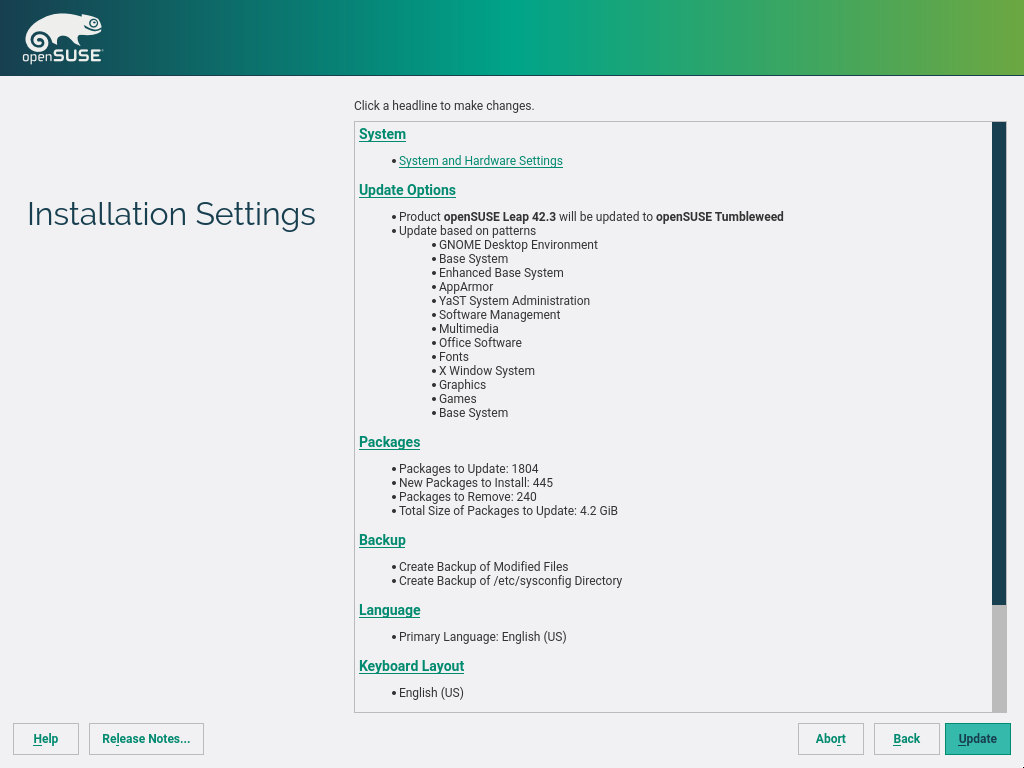 openSUSE
Click a headline to make changes.
Installation Settings
System
System and Hardware Settings
Update Options
Product openSUSE Leap 42.3 will be updated to openSUSE Tumbleweed
Update based on patterns
GNOME Desktop Environment
Base System
Enhanced Base System
AppArmor
YaST System Administration
Software Management
Multimedia
Office Software
Fonts
X Window System
Graphics
Games
Base System
Packages
Packages to Update: 1804
New Packages to Install: 445
Packages to Remove: 240
Total Size of Packages to Update: 4.2 GiB
Backup
Create Backup of Modified Files
Create Backup of /etc/sysconfig Directory
Language
Primary Language: English (US)
Keyboard Layout
English (US)
Help
Release Notes...
Abort
Back
Update